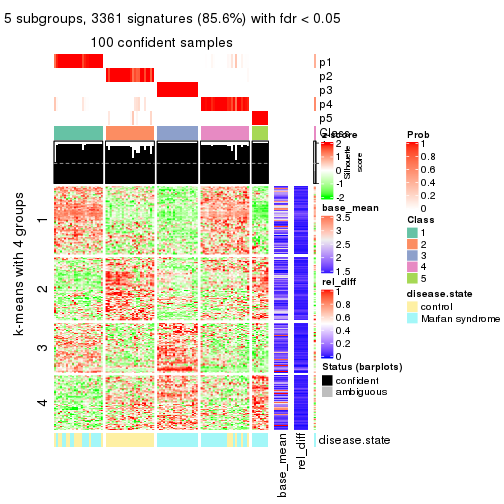 5 subgroups, 3361 signatures (85.6%) with fdr < 0.05
100 confident samples
p1
p2
p3
p4
p5
Class
Silhouette
score
k-means with 4 groups
1
2
3
4
disease.state
base_mean
rel_diff
z-score
2
1
0
-1
-2
base_mean
3.5
3
2.5
2
1.5
rel_diff
1
0.8
0.6
0.4
0.2
0
Status (barplots)
confident
ambiguous
Prob
1
0.8
0.6
0.4
0.2
0
Class
1
2
3
4
5
disease.state
control
Marfan syndrome